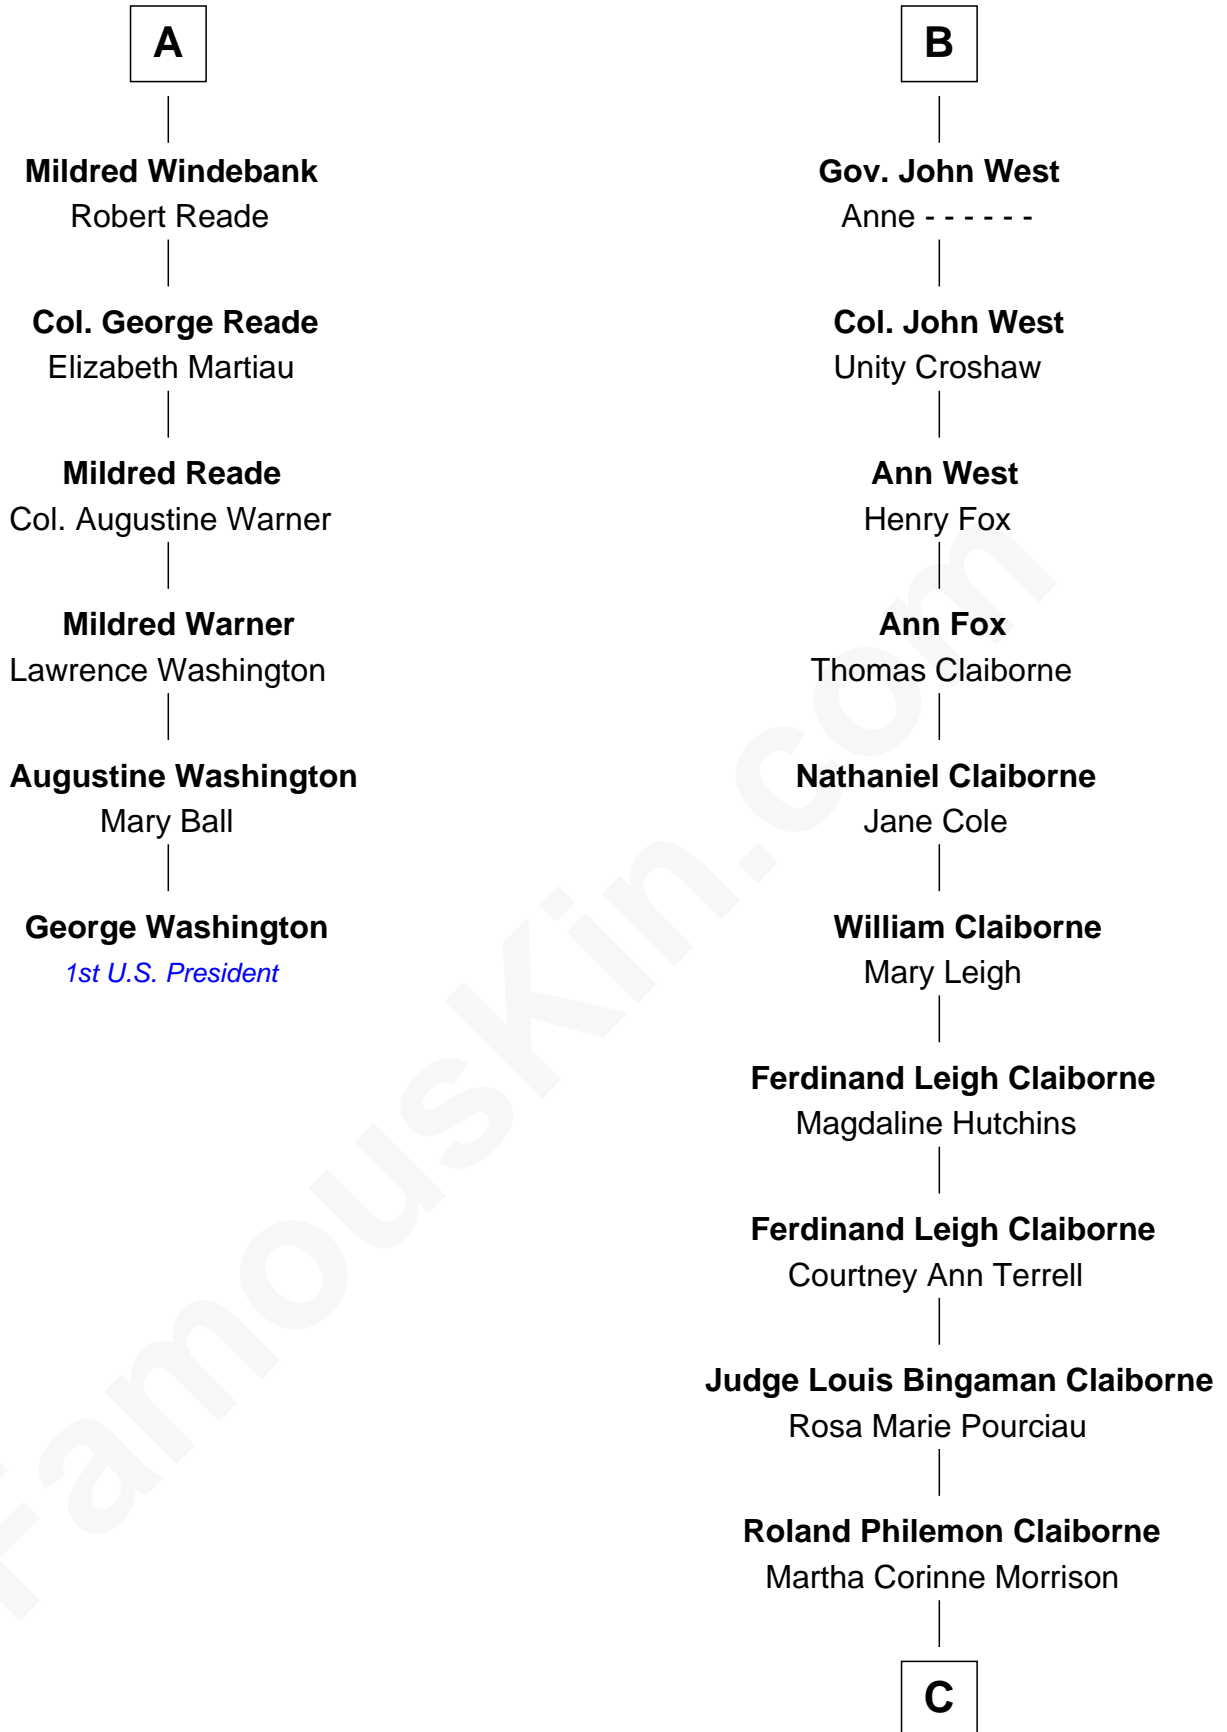 A
Mildred Windebank
Robert Reade
Col. George Reade
Elizabeth Martiau
Mildred Reade
Col. Augustine Warner
Mildred Warner
Lawrence Washington
Augustine Washington
Mary Ball
George Washington
1st U.S. President
B
Gov. John West
Anne - - - - - -
Col. John West
Unity Croshaw
Ann West
Henry Fox
Ann Fox
Thomas Claiborne
Nathaniel Claiborne
Jane Cole
William Claiborne
Mary Leigh
Ferdinand Leigh Claiborne
Magdaline Hutchins
Ferdinand Leigh Claiborne
Courtney Ann Terrell
Judge Louis Bingaman Claiborne
Rosa Marie Pourciau
Roland Philemon Claiborne
Martha Corinne Morrison
C
FamousKin.com